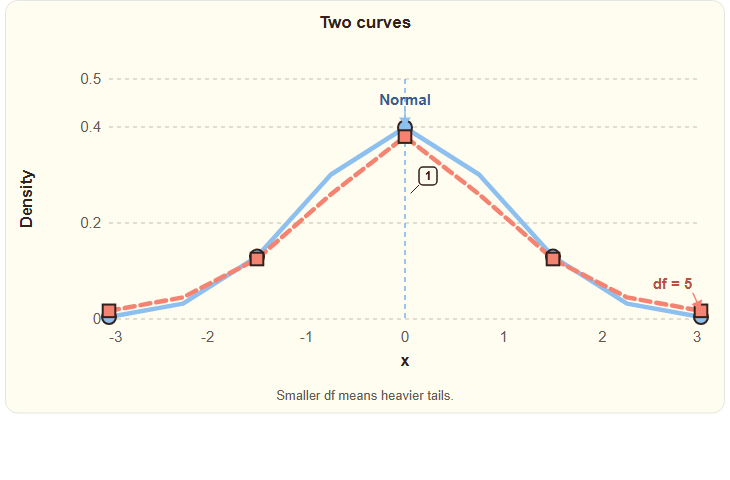 Two curves
0.5
Normal
0.4
1
Density
0.2
df = 5
0
-3 -2 -1 0 1 2 3
x
Smaller df means heavier tails.